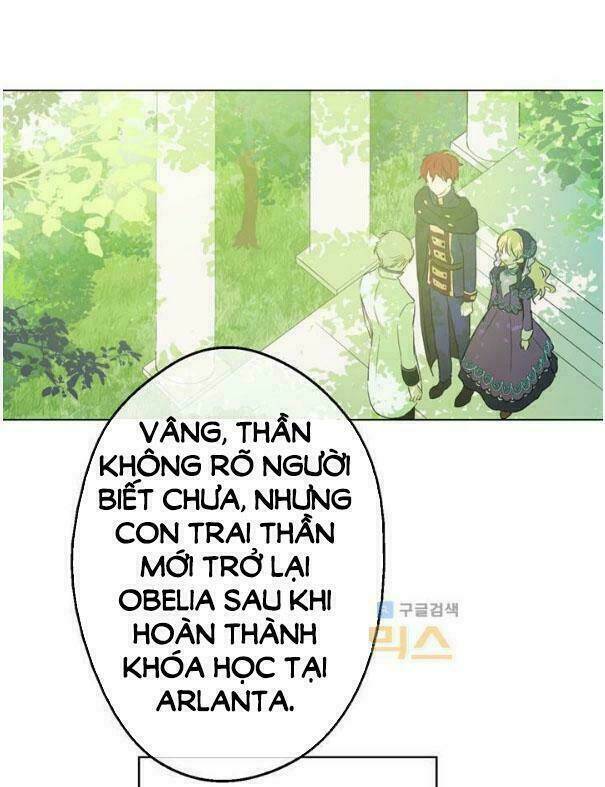 VÂNG, THẦN
KHÔNG RÕ NGƯỜI
BIẾT CHƯA, NHƯNG
CON TRAI THẦN
MỚI TRỞ LẠI
OBELIA SAU KHI
HOÀN THÀNH
KHÓA HỌC TẠI
ARLANTA.
구글검색
믹스